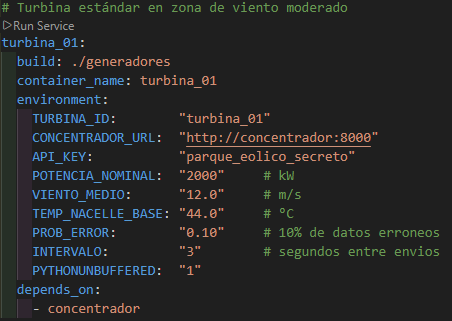 # Turbina estándar en zona de viento moderado
▷Run Service
turbina_01:
build: ./generadores
container_name: turbina_01
environment:
TURBINA_ID: "turbina_01"
CONCENTRADOR_URL: "http://concentrador:8000"
API_KEY: "parque_eolico_secreto"
POTENCIA_NOMINAL: "2000" # kW
VIENTO_MEDIO: "12.0" # m/s
TEMP_NACELLE_BASE: "44.0" # °C
PROB_ERROR: "0.10" # 10% de datos erroneos
INTERVALO: "3" # segundos entre envios
PYTHONUNBUFFERED: "1"
depends_on:
- concentrador